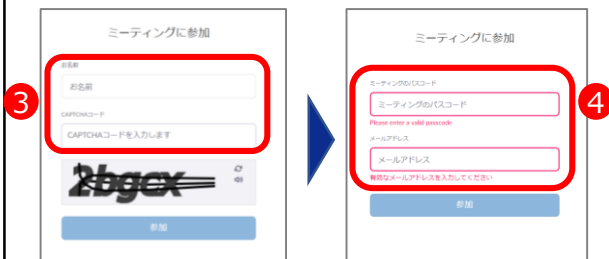 ミーティングに参加
3
お名前
お名前
CAPTCHAコード
CAPTCHAコードを入力します
2bgcx
参加
ミーティングに参加
4
ミーティングのパスコード
ミーティングのパスコード
Please enter a valid passcode
メールアドレス
メールアドレス
有効なメールアドレスを入力してください
参加